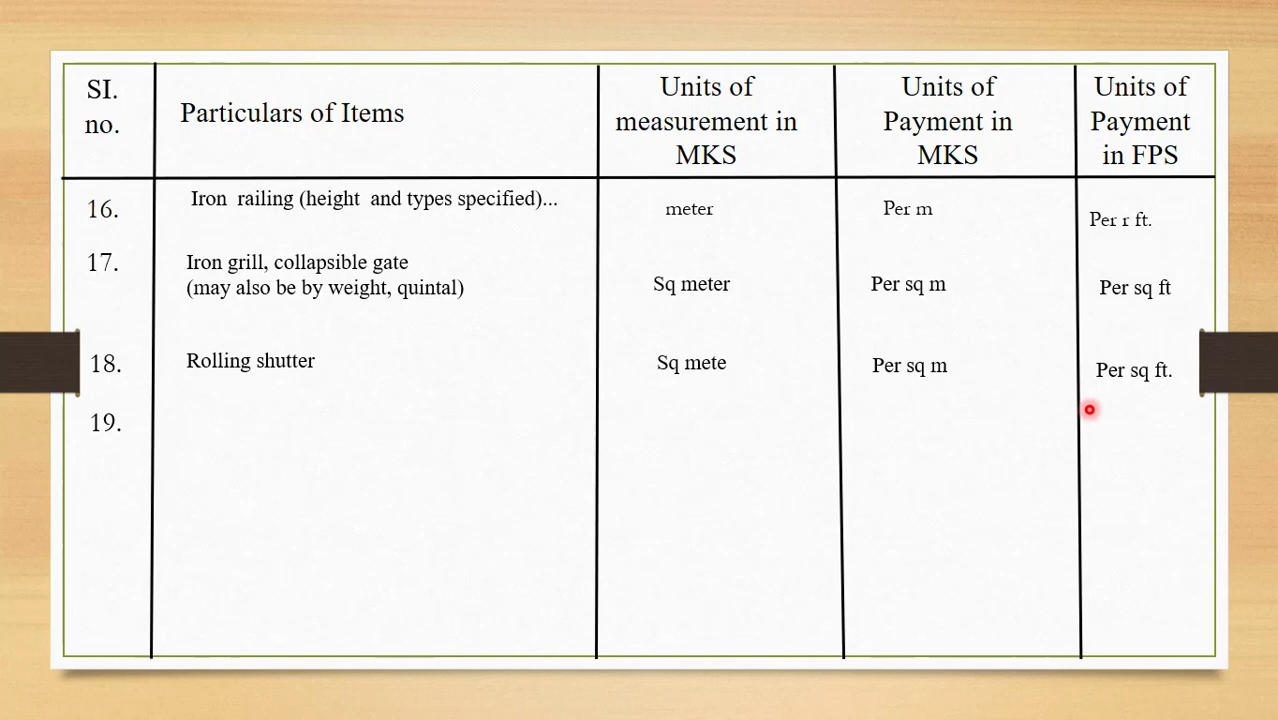 SI.
no.
Particulars of Items
Units of
measurement in
MKS
Units of
Payment in
MKS
Units of
Payment
in FPS
16.
Iron railing (height and types specified)...
meter
Per m
Per r ft.
17.
Iron grill, collapsible gate
(may also be by weight, quintal)
Sq meter
Per sq m
Per sq ft
18.
Rolling shutter
Sq mete
Per sq m
Per sq ft.
19.